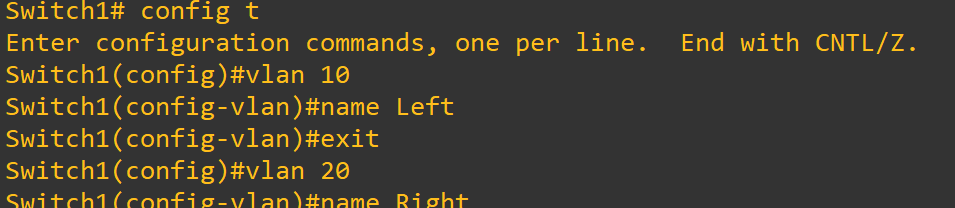 Switch1# config t
Enter configuration commands, one per line.  End with CNTL/Z.
Switch1(config)#vlan 10
Switch1(config-vlan)#name Left
Switch1(config-vlan)#exit
Switch1(config)#vlan 20
Switch1(config-vlan)#name Right